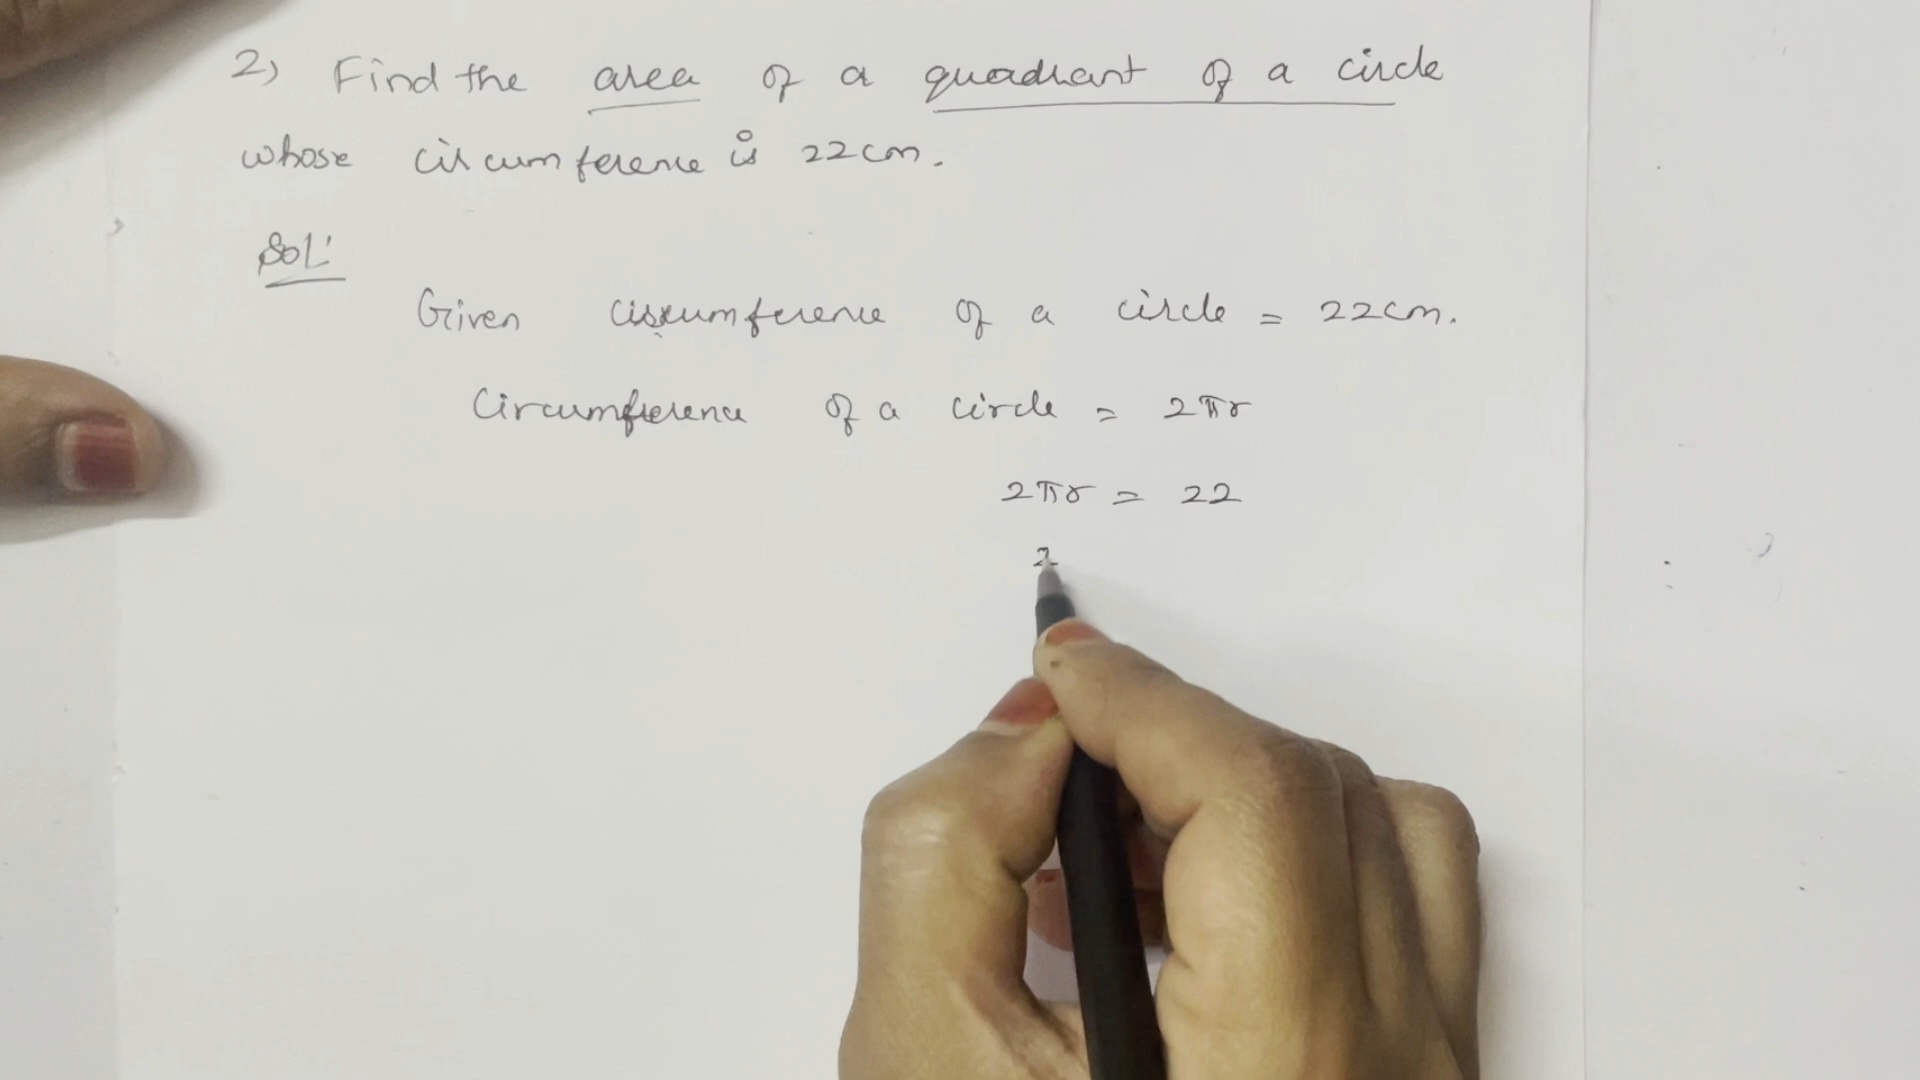 2) Find the area of a quadrant of a circle
whose circumference is 22cm.
Sol:
Given circumference of a circle = 22cm.
Circumference of a circle = 2πr
2πr = 22
2